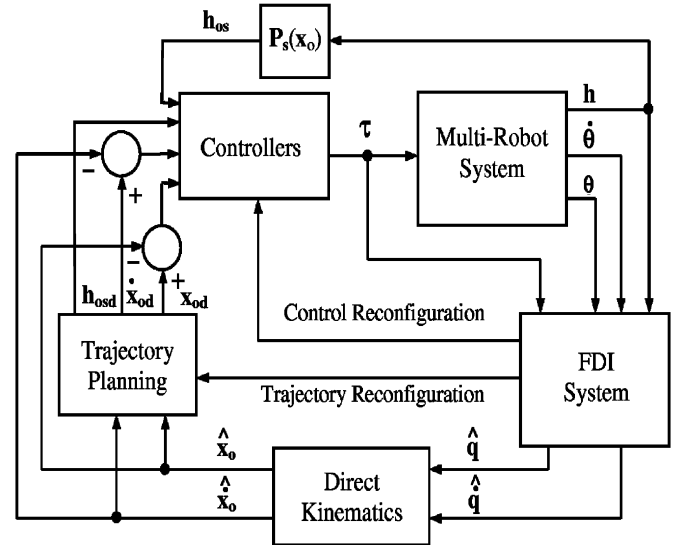 h_os
P_s(x_o)
h
τ
θ̇
θ
Controllers
Multi-Robot
System
−
+
−
+
h_osd
ẋ_od
x_od
Control Reconfiguration
Trajectory
Planning
FDI
System
Trajectory Reconfiguration
x̂_o
q̂
Direct
Kinematics
ẋ̂_o
q̇̂